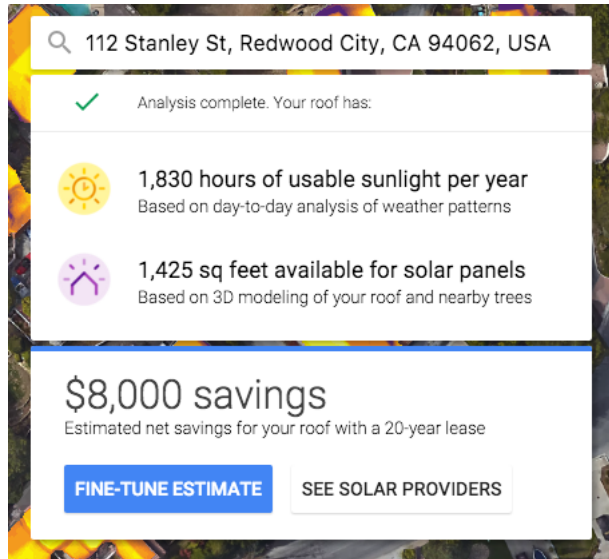 112 Stanley St, Redwood City, CA 94062, USA
Analysis complete. Your roof has:
1,830 hours of usable sunlight per year
Based on day-to-day analysis of weather patterns
1,425 sq feet available for solar panels
Based on 3D modeling of your roof and nearby trees
$8,000 savings
Estimated net savings for your roof with a 20-year lease
FINE-TUNE ESTIMATE SEE SOLAR PROVIDERS